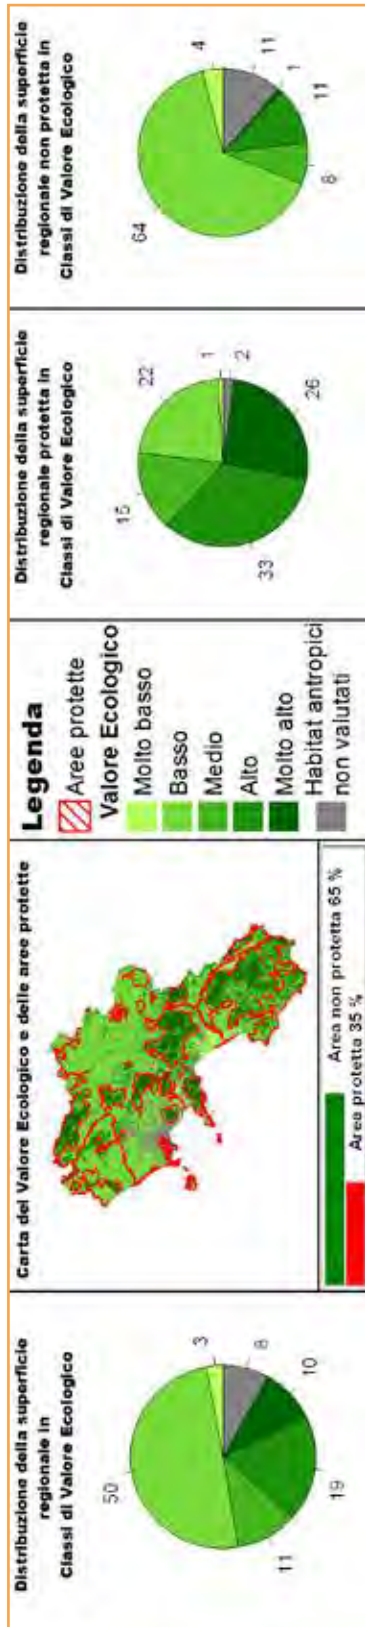 Distribuzione della superficie
regionale in
Classi di Valore Ecologico
3
8
10
19
11
50
Carta del Valore Ecologico e delle aree protette
Area non protetta 65 %
Area protetta 35 %
Legenda
Aree protette
Valore Ecologico
Molto basso
Basso
Medio
Alto
Molto alto
Habitat antropici
non valutati
Distribuzione della superficie
regionale protetta in
Classi di Valore Ecologico
1
2
26
33
15
22
Distribuzione della superficie
regionale non protetta in
Classi di Valore Ecologico
4
11
1
11
8
64